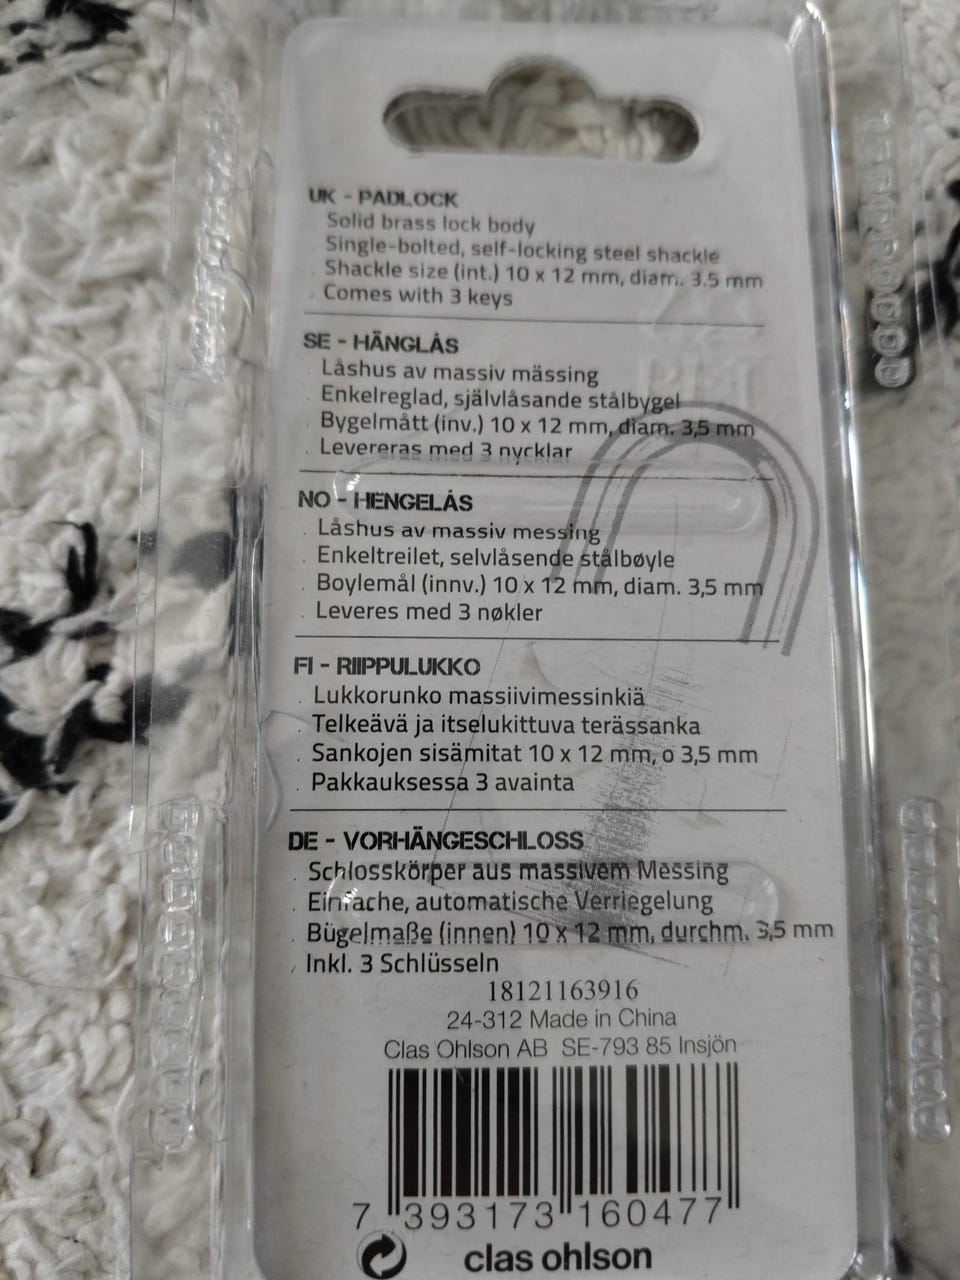 UK - PADLOCK
. Solid brass lock body
. Single-bolted, self-locking steel shackle
. Shackle size (int.) 10 x 12 mm, diam. 3.5 mm
. Comes with 3 keys
SE - HÄNGLÅS
. Låshus av massiv mässing
. Enkelreglad, självlåsande stålbygel
. Bygelmått (inv.) 10 x 12 mm, diam. 3,5 mm
. Levereras med 3 nycklar
NO - HENGELÅS
. Låshus av massiv messing
. Enkeltreilet, selvlåsende stålbøyle
. Boylemål (innv.) 10 x 12 mm, diam. 3,5 mm
. Leveres med 3 nøkler
FI - RIIPPULUKKO
. Lukkorunko massiivimessinkiä
. Telkeävä ja itselukittuva terässanka
. Sankojen sisämitat 10 x 12 mm, o 3,5 mm
. Pakkauksessa 3 avainta
DE - VORHÄNGESCHLOSS
. Schlosskörper aus massivem Messing
. Einfache, automatische Verriegelung
. Bügelmaße (innen) 10 x 12 mm, durchm. 3,5 mm
. Inkl. 3 Schlüsseln
18121163916
24-312 Made in China
Clas Ohlson AB SE-793 85 Insjön
7 393173 160477
clas ohlson